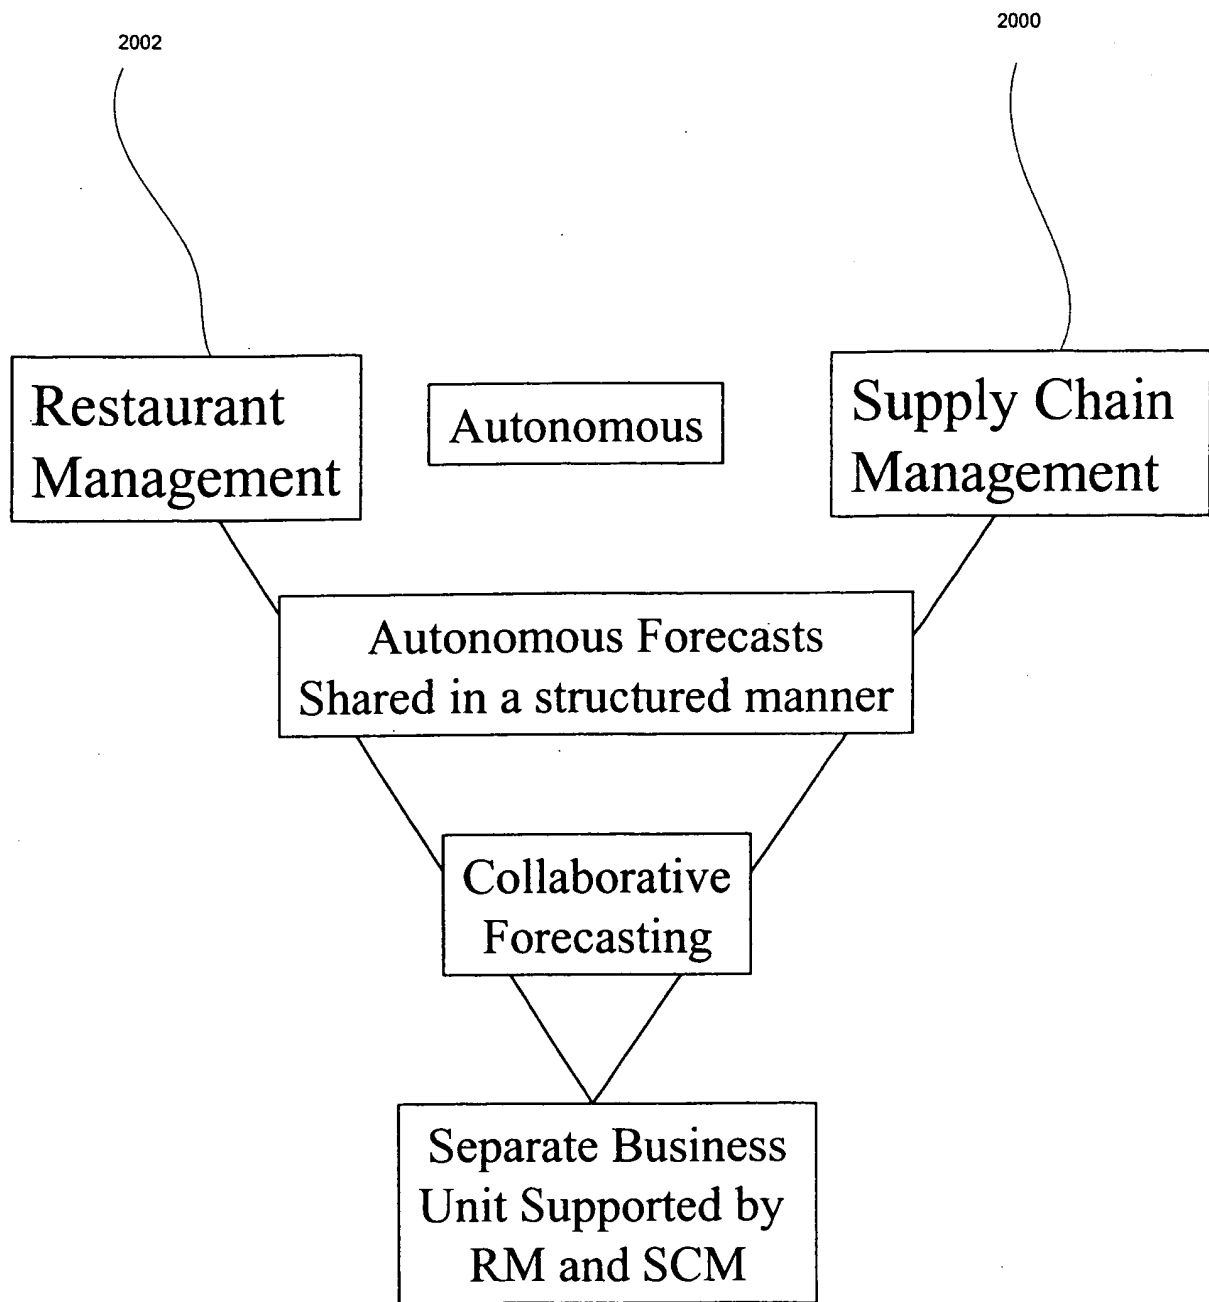 2002
2000
Restaurant
Management
Autonomous
Supply Chain
Management
Autonomous Forecasts
Shared in a structured manner
Collaborative
Forecasting
Separate Business
Unit Supported by
RM and SCM